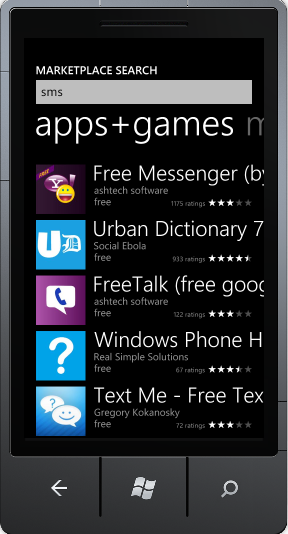 MARKETPLACE SEARCH
sms
apps+games m
Free Messenger (by
ashtech software
free 1175 ratings
Urban Dictionary 7
Social Ebola
free 933 ratings
FreeTalk (free goog
ashtech software
free 122 ratings
Windows Phone H
Real Simple Solutions
free 67 ratings
Text Me - Free Tex
Gregory Kokanosky
free 72 ratings
FREE
Y!
UD
?